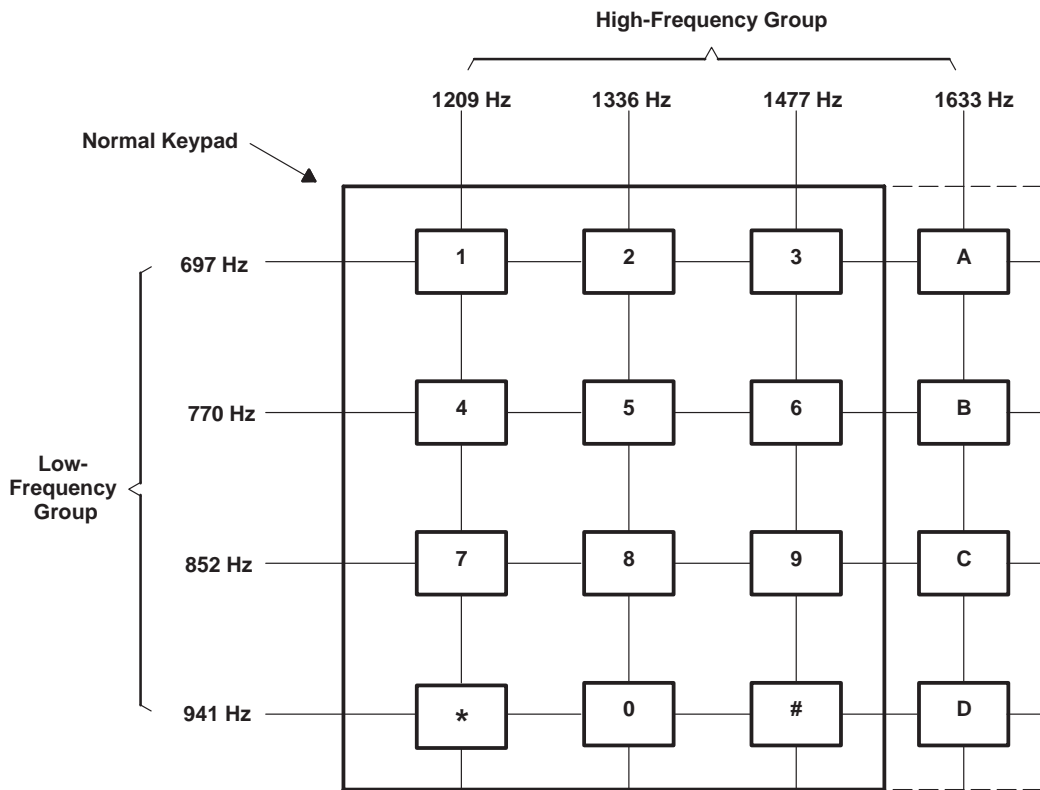 High-Frequency Group
1209 Hz 1336 Hz 1477 Hz 1633 Hz
Normal Keypad
697 Hz 1 2 3 A
770 Hz 4 5 6 B
Low-
Frequency
Group
852 Hz 7 8 9 C
941 Hz * 0 # D